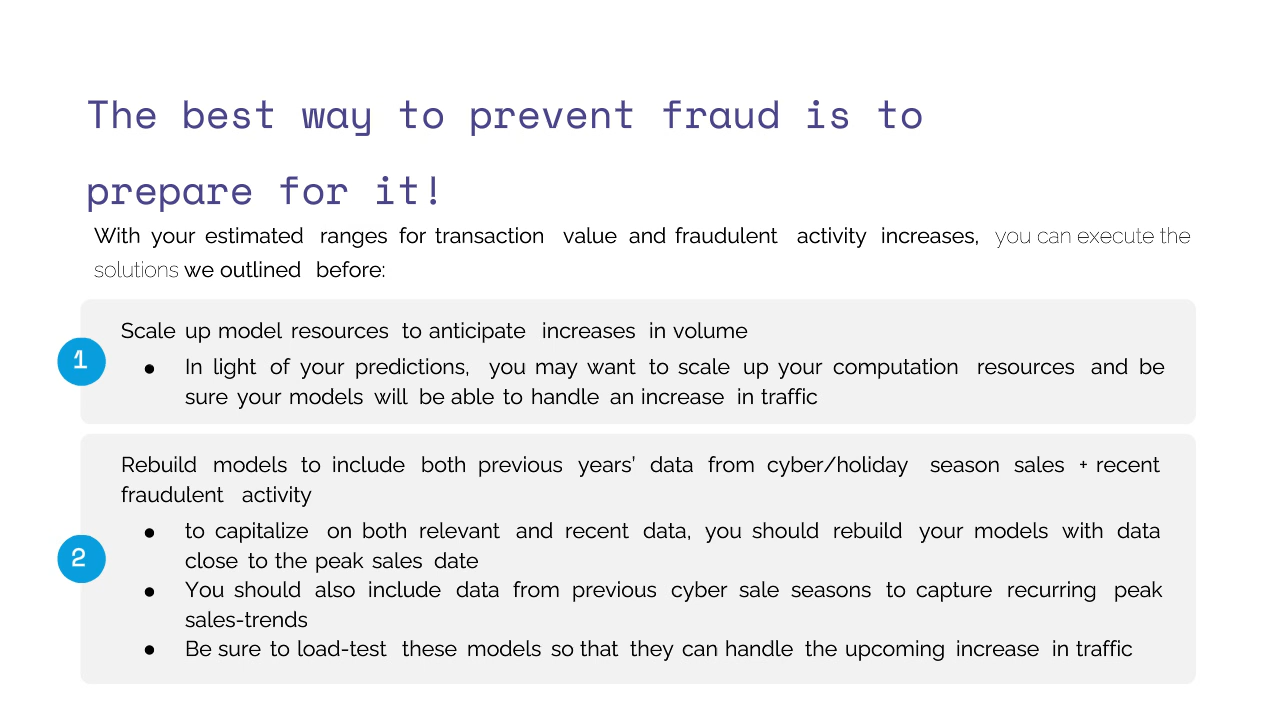 The best way to prevent fraud is to
prepare for it!
With your estimated ranges for transaction value and fraudulent activity increases, you can execute the
solutions we outlined before:
1
Scale up model resources to anticipate increases in volume
● In light of your predictions, you may want to scale up your computation resources and be
sure your models will be able to handle an increase in traffic
2
Rebuild models to include both previous years’ data from cyber/holiday season sales + recent
fraudulent activity
● to capitalize on both relevant and recent data, you should rebuild your models with data
close to the peak sales date
● You should also include data from previous cyber sale seasons to capture recurring peak
sales-trends
● Be sure to load-test these models so that they can handle the upcoming increase in traffic